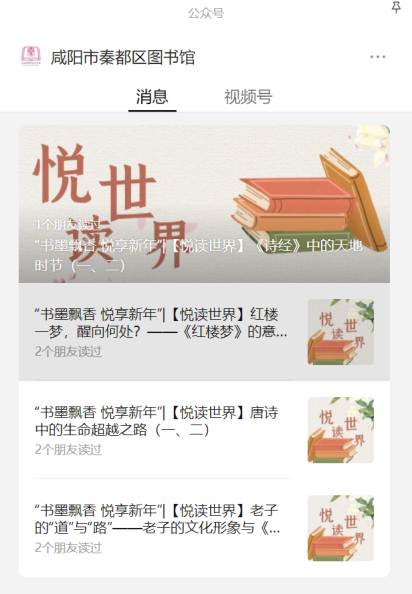 公众号
咸阳市秦都区图书馆
消息 视频号
悦世
读界
1个朋友读过
“书墨飘香 悦享新年”|【悦读世界】《诗经》中的天地
时节（一、二）
“书墨飘香 悦享新年”|【悦读世界】红楼
一梦，醒向何处？——《红楼梦》的意...
2个朋友读过
悦世
读界
“书墨飘香 悦享新年”|【悦读世界】唐诗
中的生命超越之路（一、二）
2个朋友读过
悦世
读界
“书墨飘香 悦享新年”|【悦读世界】老子
的“道”与“路”——老子的文化形象与《...
2个朋友读过
悦世
读界